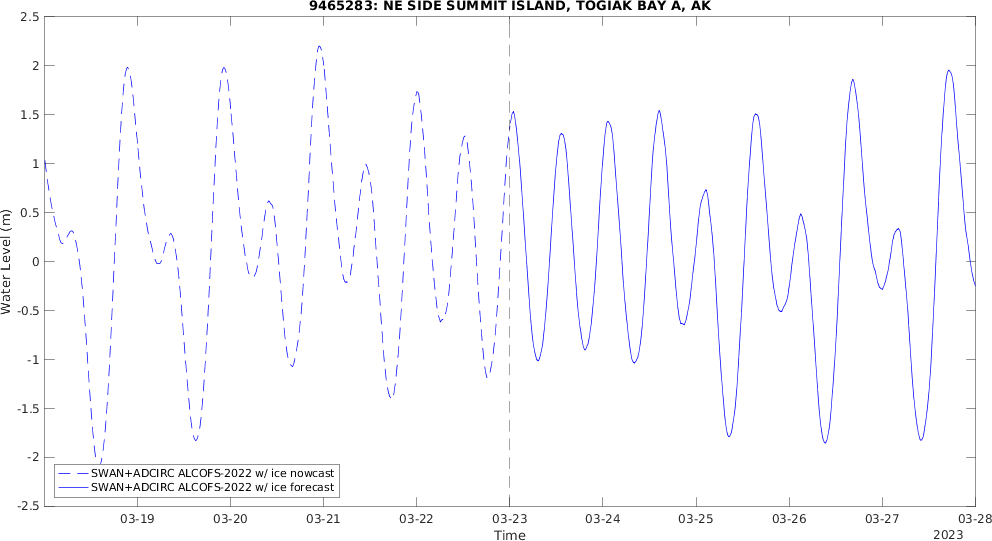 9465283: NE SIDE SUMMIT ISLAND, TOGIAK BAY A, AK
2.5
2
1.5
1
0.5
0
-0.5
-1
-1.5
-2
-2.5
Water Level (m)
SWAN+ADCIRC ALCOFS-2022 w/ ice nowcast
SWAN+ADCIRC ALCOFS-2022 w/ ice forecast
03-19 03-20 03-21 03-22 03-23 03-24 03-25 03-26 03-27 03-28
Time
2023